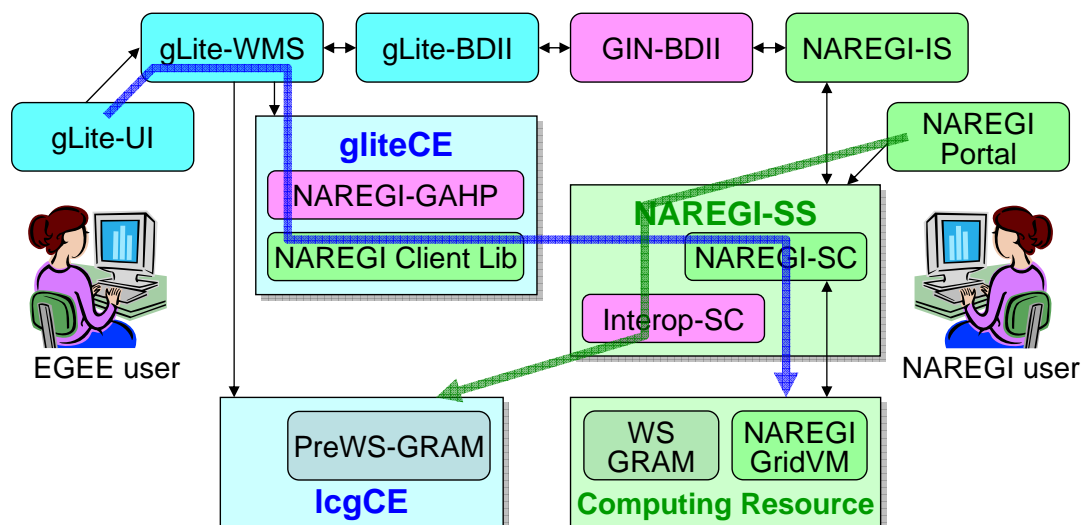 gLite-WMS
gLite-BDII
GIN-BDII
NAREGI-IS
gLite-UI
NAREGI
Portal
gliteCE
NAREGI-GAHP
NAREGI Client Lib
NAREGI-SS
NAREGI-SC
Interop-SC
EGEE user
NAREGI user
PreWS-GRAM
lcgCE
WS
GRAM
NAREGI
GridVM
Computing Resource